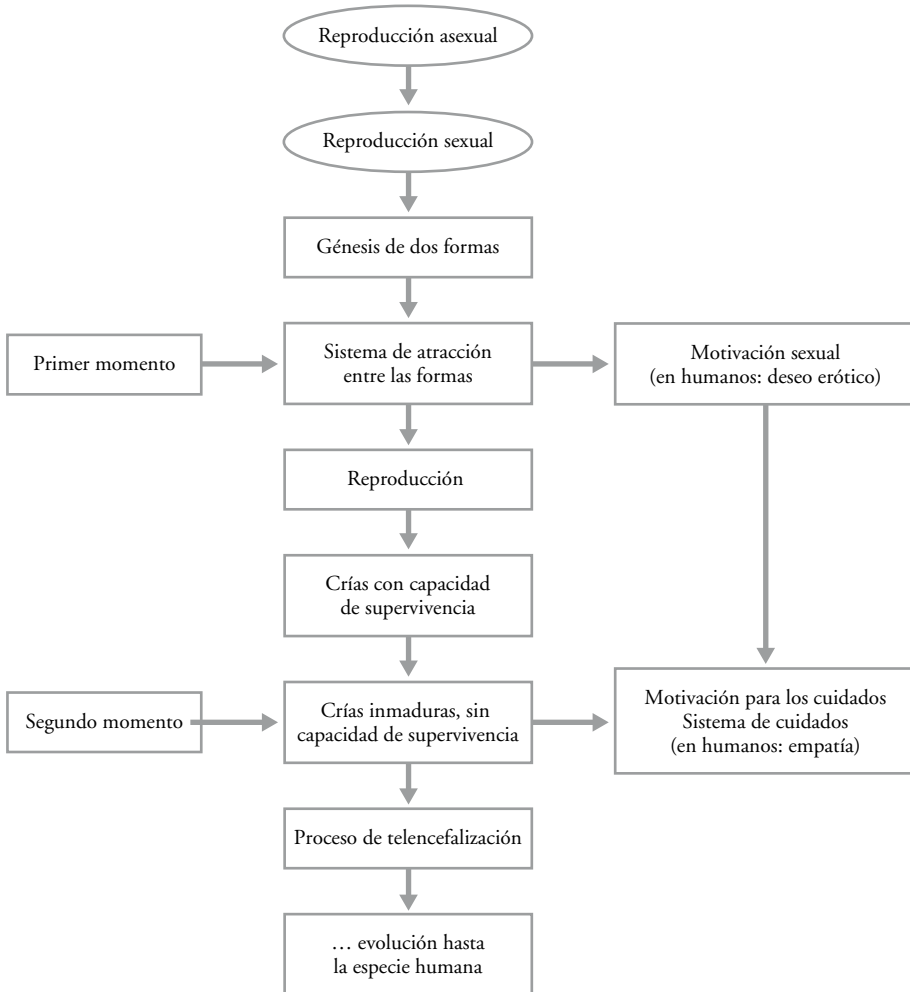 Reproducción asexual
Reproducción sexual
Génesis de dos formas
Primer momento
Sistema de atracción
entre las formas
Motivación sexual
(en humanos: deseo erótico)
Reproducción
Crías con capacidad
de supervivencia
Segundo momento
Crías inmaduras, sin
capacidad de supervivencia
Motivación para los cuidados
Sistema de cuidados
(en humanos: empatía)
Proceso de telencefalización
… evolución hasta
la especie humana